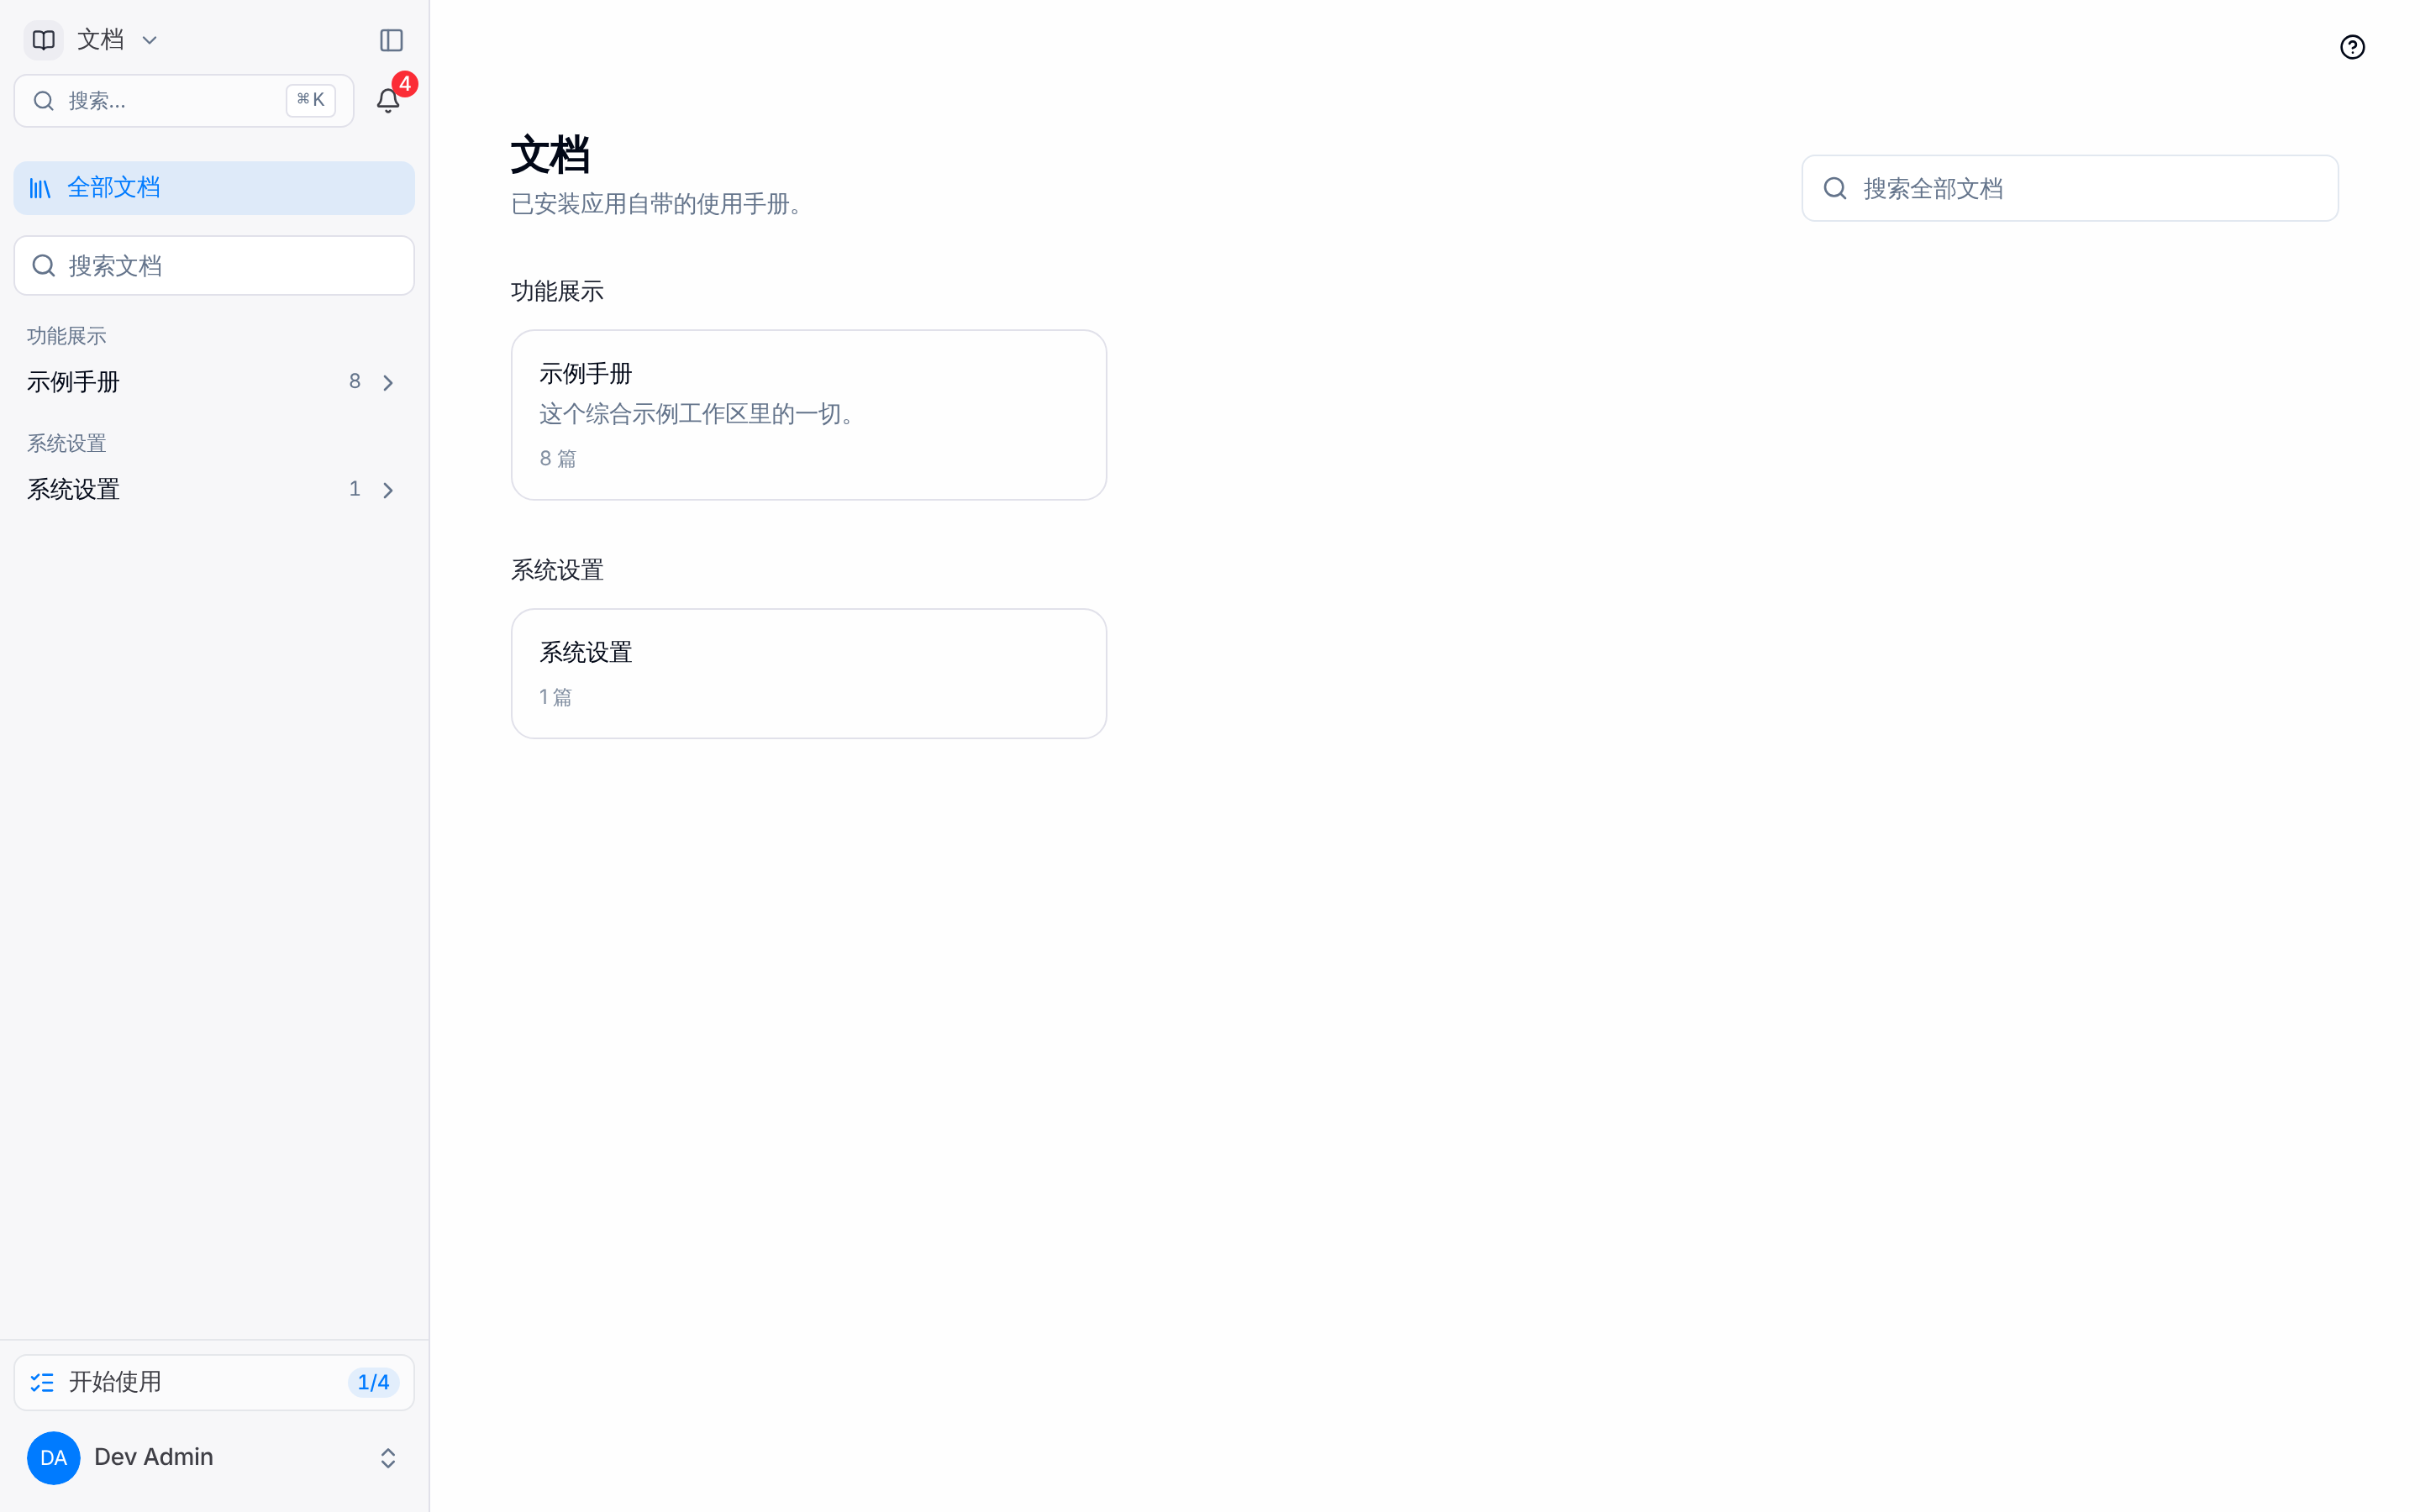 文档
搜索...
⌘K
4
全部文档
搜索文档
功能展示
示例手册 8
系统设置
系统设置 1
开始使用 1/4
DA Dev Admin
文档
已安装应用自带的使用手册。
搜索全部文档
功能展示
示例手册
这个综合示例工作区里的一切。
8 篇
系统设置
系统设置
1 篇